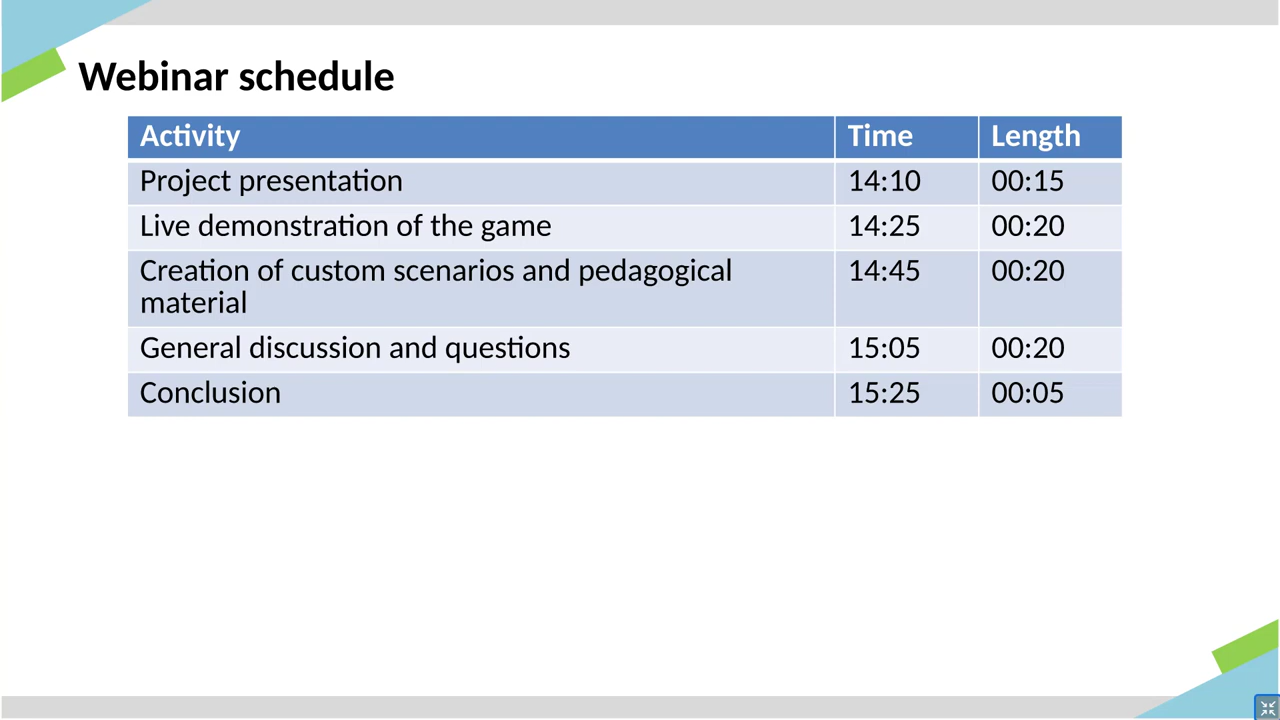 Webinar schedule
Activity Time Length
Project presentation 14:10 00:15
Live demonstration of the game 14:25 00:20
Creation of custom scenarios and pedagogical 14:45 00:20
material
General discussion and questions 15:05 00:20
Conclusion 15:25 00:05